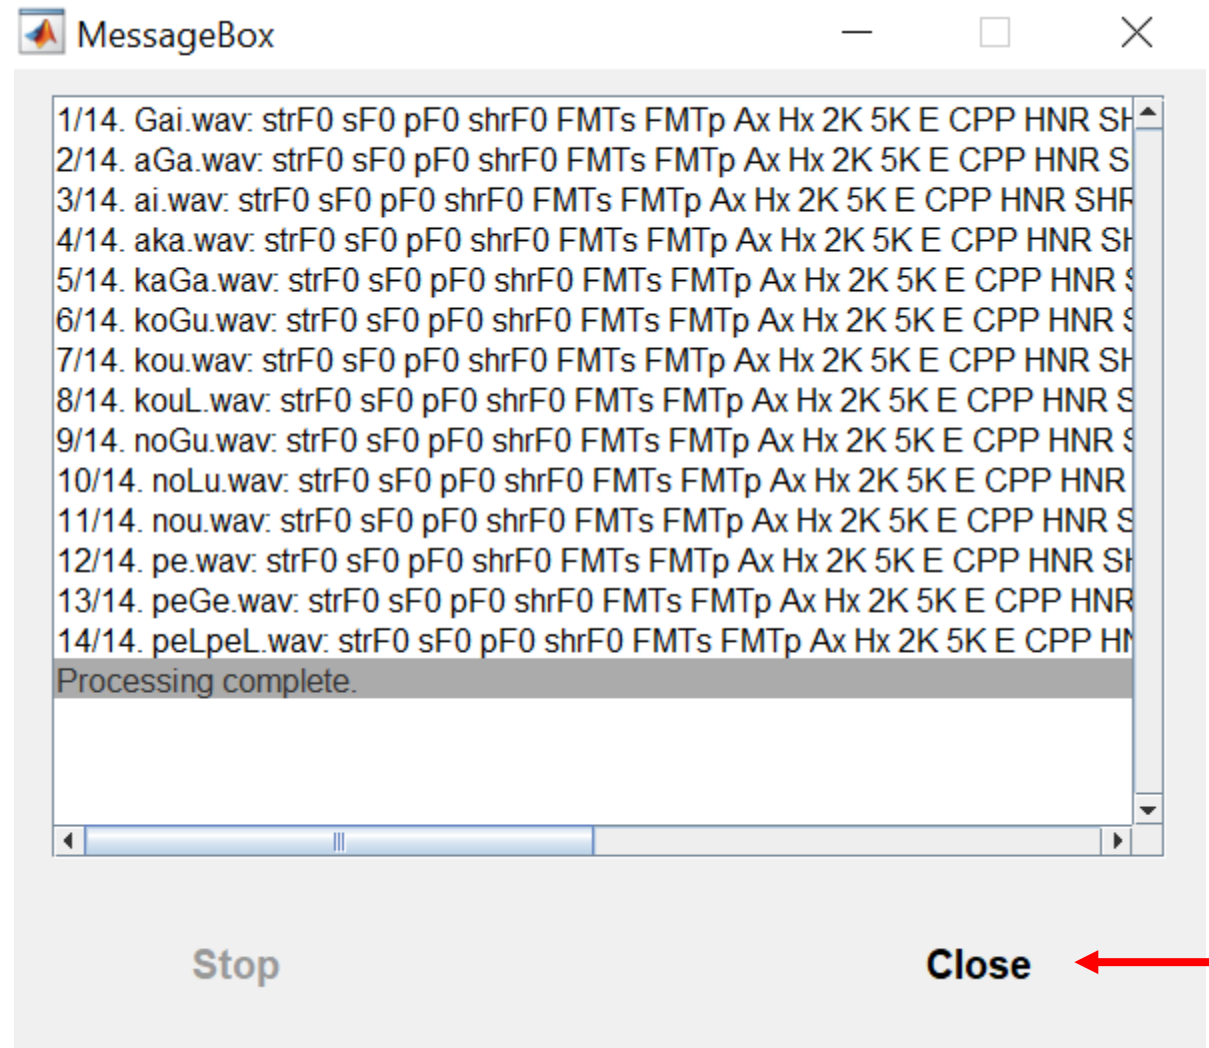 MessageBox
1/14. Gai.wav: strF0 sF0 pF0 shrF0 FMTs FMTp Ax Hx 2K 5K E CPP HNR SH
2/14. aGa.wav: strF0 sF0 pF0 shrF0 FMTs FMTp Ax Hx 2K 5K E CPP HNR S
3/14. ai.wav: strF0 sF0 pF0 shrF0 FMTs FMTp Ax Hx 2K 5K E CPP HNR SHR
4/14. aka.wav: strF0 sF0 pF0 shrF0 FMTs FMTp Ax Hx 2K 5K E CPP HNR SH
5/14. kaGa.wav: strF0 sF0 pF0 shrF0 FMTs FMTp Ax Hx 2K 5K E CPP HNR S
6/14. koGu.wav: strF0 sF0 pF0 shrF0 FMTs FMTp Ax Hx 2K 5K E CPP HNR S
7/14. kou.wav: strF0 sF0 pF0 shrF0 FMTs FMTp Ax Hx 2K 5K E CPP HNR SH
8/14. kouL.wav: strF0 sF0 pF0 shrF0 FMTs FMTp Ax Hx 2K 5K E CPP HNR S
9/14. noGu.wav: strF0 sF0 pF0 shrF0 FMTs FMTp Ax Hx 2K 5K E CPP HNR S
10/14. noLu.wav: strF0 sF0 pF0 shrF0 FMTs FMTp Ax Hx 2K 5K E CPP HNR
11/14. nou.wav: strF0 sF0 pF0 shrF0 FMTs FMTp Ax Hx 2K 5K E CPP HNR S
12/14. pe.wav: strF0 sF0 pF0 shrF0 FMTs FMTp Ax Hx 2K 5K E CPP HNR SH
13/14. peGe.wav: strF0 sF0 pF0 shrF0 FMTs FMTp Ax Hx 2K 5K E CPP HNR
14/14. peLpeL.wav: strF0 sF0 pF0 shrF0 FMTs FMTp Ax Hx 2K 5K E CPP HN
Processing complete.
Stop
Close